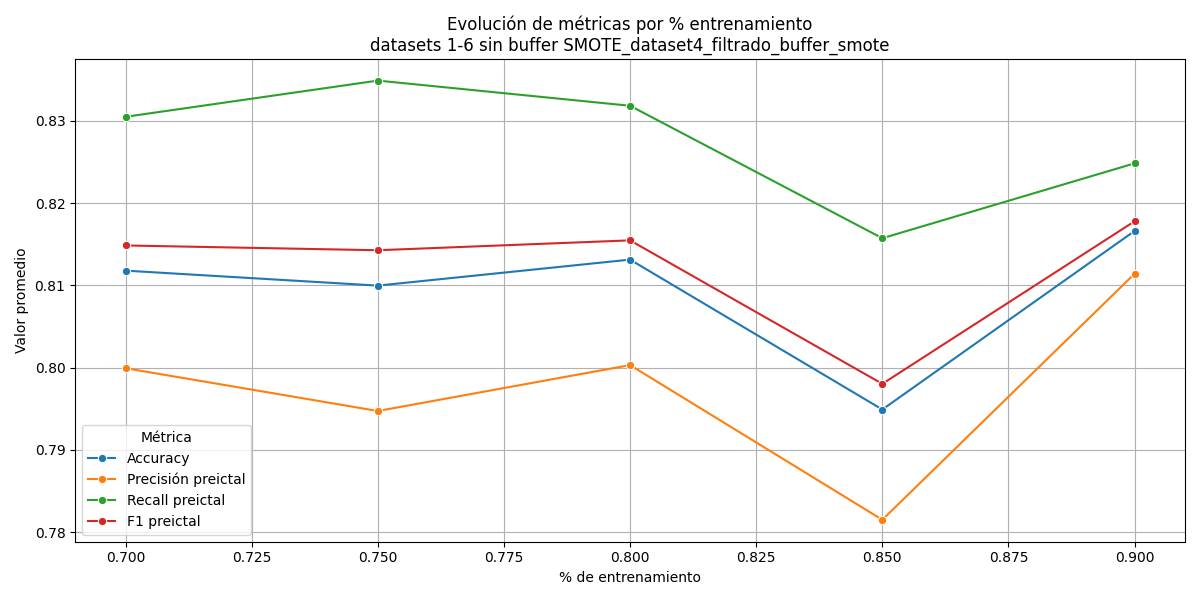 Evolución de métricas por % entrenamiento
datasets 1-6 sin buffer SMOTE_dataset4_filtrado_buffer_smote
Valor promedio
0.83
0.82
0.81
0.80
0.79
0.78
Métrica
Accuracy
Precisión preictal
Recall preictal
F1 preictal
0.700 0.725 0.750 0.775 0.800 0.825 0.850 0.875 0.900
% de entrenamiento